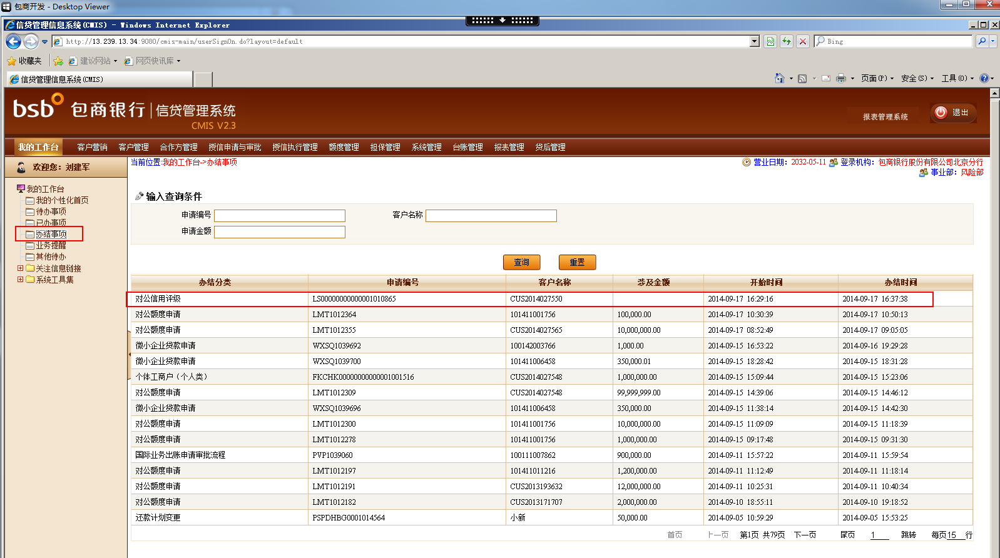 包商开发 - Desktop Viewer
信贷管理信息系统(CMIS) - Windows Internet Explorer
http://13.239.13.34:9080/cmis-main/userSignOn.do?layout=default
Bing
收藏夹 建议网站 网页快讯库
信贷管理信息系统(CMIS)
页面(P) 安全(S) 工具(O)
bsb 包商银行 信贷管理系统
CMIS V2.3
报表管理系统 退出
我的工作台 客户营销 客户管理 合作方管理 授信申请与审批 授信执行管理 额度管理 担保管理 系统管理 台账管理 报表管理 贷后管理
欢迎您：刘建军
当前位置:我的工作台->办结事项
营业日期：2032-05-11 登录机构：包商银行股份有限公司北京分行
事业部：风险部
我的工作台
我的个性化首页
待办事项
已办事项
办结事项
业务提醒
其他待办
关注信息链接
系统工具集
输入查询条件
申请编号 客户名称
申请金额
查询 重置
办结分类 申请编号 客户名称 涉及金额 开始时间 办结时间
对公信用评级 LS00000000000001010865 CUS2014027550 2014-09-17 16:29:16 2014-09-17 16:37:38
对公额度申请 LMT1012364 101411001756 100,000.00 2014-09-17 10:30:39 2014-09-17 10:50:13
对公额度申请 LMT1012355 CUS2014027565 10,000,000.00 2014-09-17 08:52:49 2014-09-17 09:05:05
微小企业贷款申请 WXSQ1039692 100142003766 1,000.00 2014-09-15 16:53:22 2014-09-16 19:29:28
微小企业贷款申请 WXSQ1039700 101411006458 350,000.01 2014-09-15 18:28:42 2014-09-15 18:31:28
个体工商户（个人类） FKCHK00000000000001001516 CUS2014027548 1,000,000.00 2014-09-15 15:09:44 2014-09-15 15:23:06
对公额度申请 LMT1012309 CUS2014027548 99,999,999.00 2014-09-15 14:39:06 2014-09-15 14:46:12
微小企业贷款申请 WXSQ1039696 101411006458 350,000.00 2014-09-15 11:38:14 2014-09-15 14:42:30
对公额度申请 LMT1012300 101411001756 10,000,000.00 2014-09-15 11:09:09 2014-09-15 11:18:39
对公额度申请 LMT1012278 101411001756 1,000,000.00 2014-09-15 09:17:48 2014-09-15 09:31:30
国际业务出账申请审批流程 PVP1039060 100111007862 900,000.00 2014-09-11 15:57:22 2014-09-11 15:59:54
对公额度申请 LMT1012197 101411011216 1,200,000.00 2014-09-11 11:12:49 2014-09-11 11:18:14
对公额度申请 LMT1012191 CUS2013193632 12,000,000.00 2014-09-11 10:25:31 2014-09-11 10:40:34
对公额度申请 LMT1012182 CUS2013171707 2,000,000.00 2014-09-10 18:55:11 2014-09-10 19:18:52
还款计划变更 PSPDHBG0001014564 小新 50,000.00 2014-09-05 10:59:29 2014-09-05 15:53:25
首页 上一页 第1页 共79页 下一页 尾页 1 跳转 每页15 行